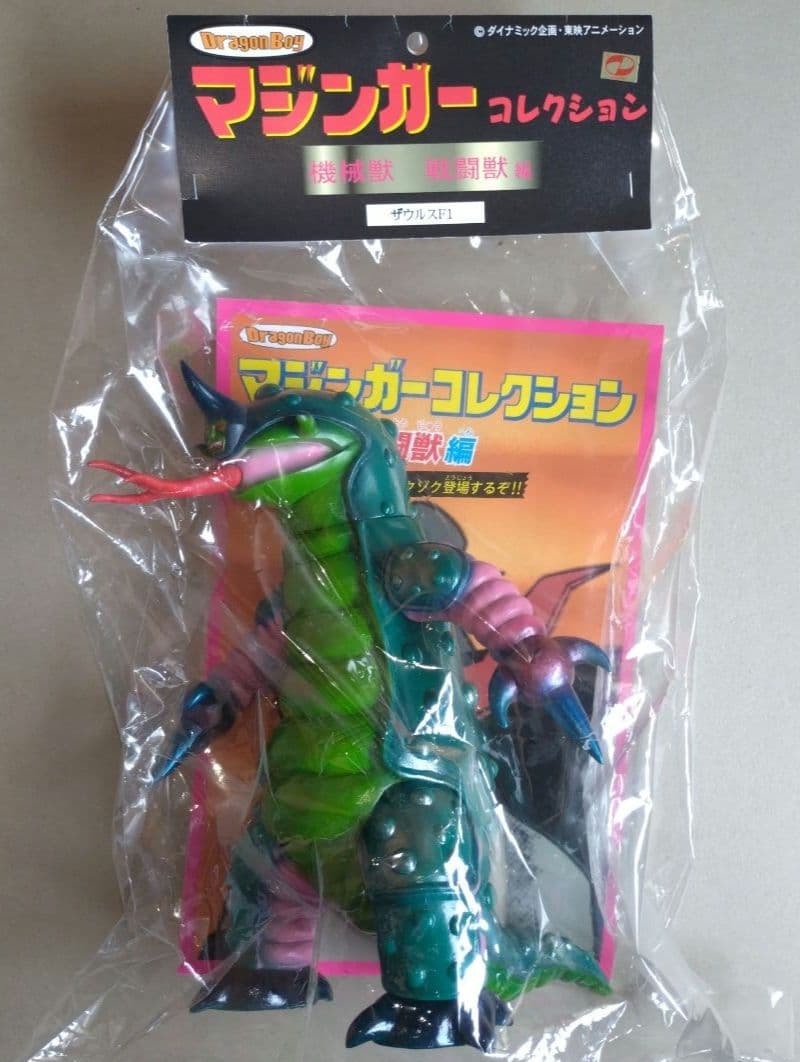 DragonBoy
©ダイナミック企画・東映アニメーション
マジンガー コレクション
機械獣 戦闘獣 編
ザウルスF1
DragonBoy
マジンガーコレクション
闘獣編
ゾク登場するぞ!!